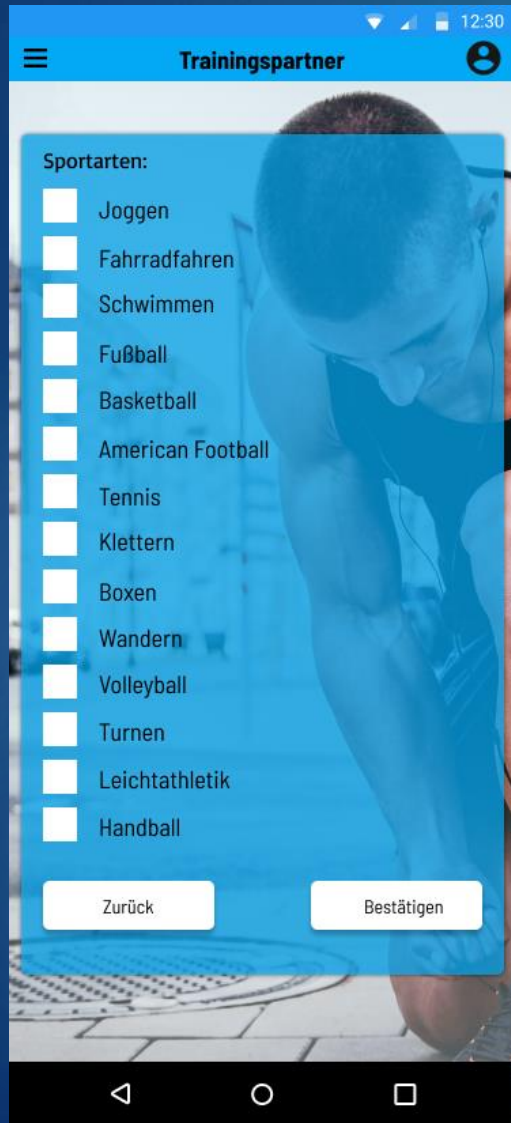 12:30
Trainingspartner
Sportarten:
Joggen
Fahrradfahren
Schwimmen
Fußball
Basketball
American Football
Tennis
Klettern
Boxen
Wandern
Volleyball
Turnen
Leichtathletik
Handball
Zurück
Bestätigen